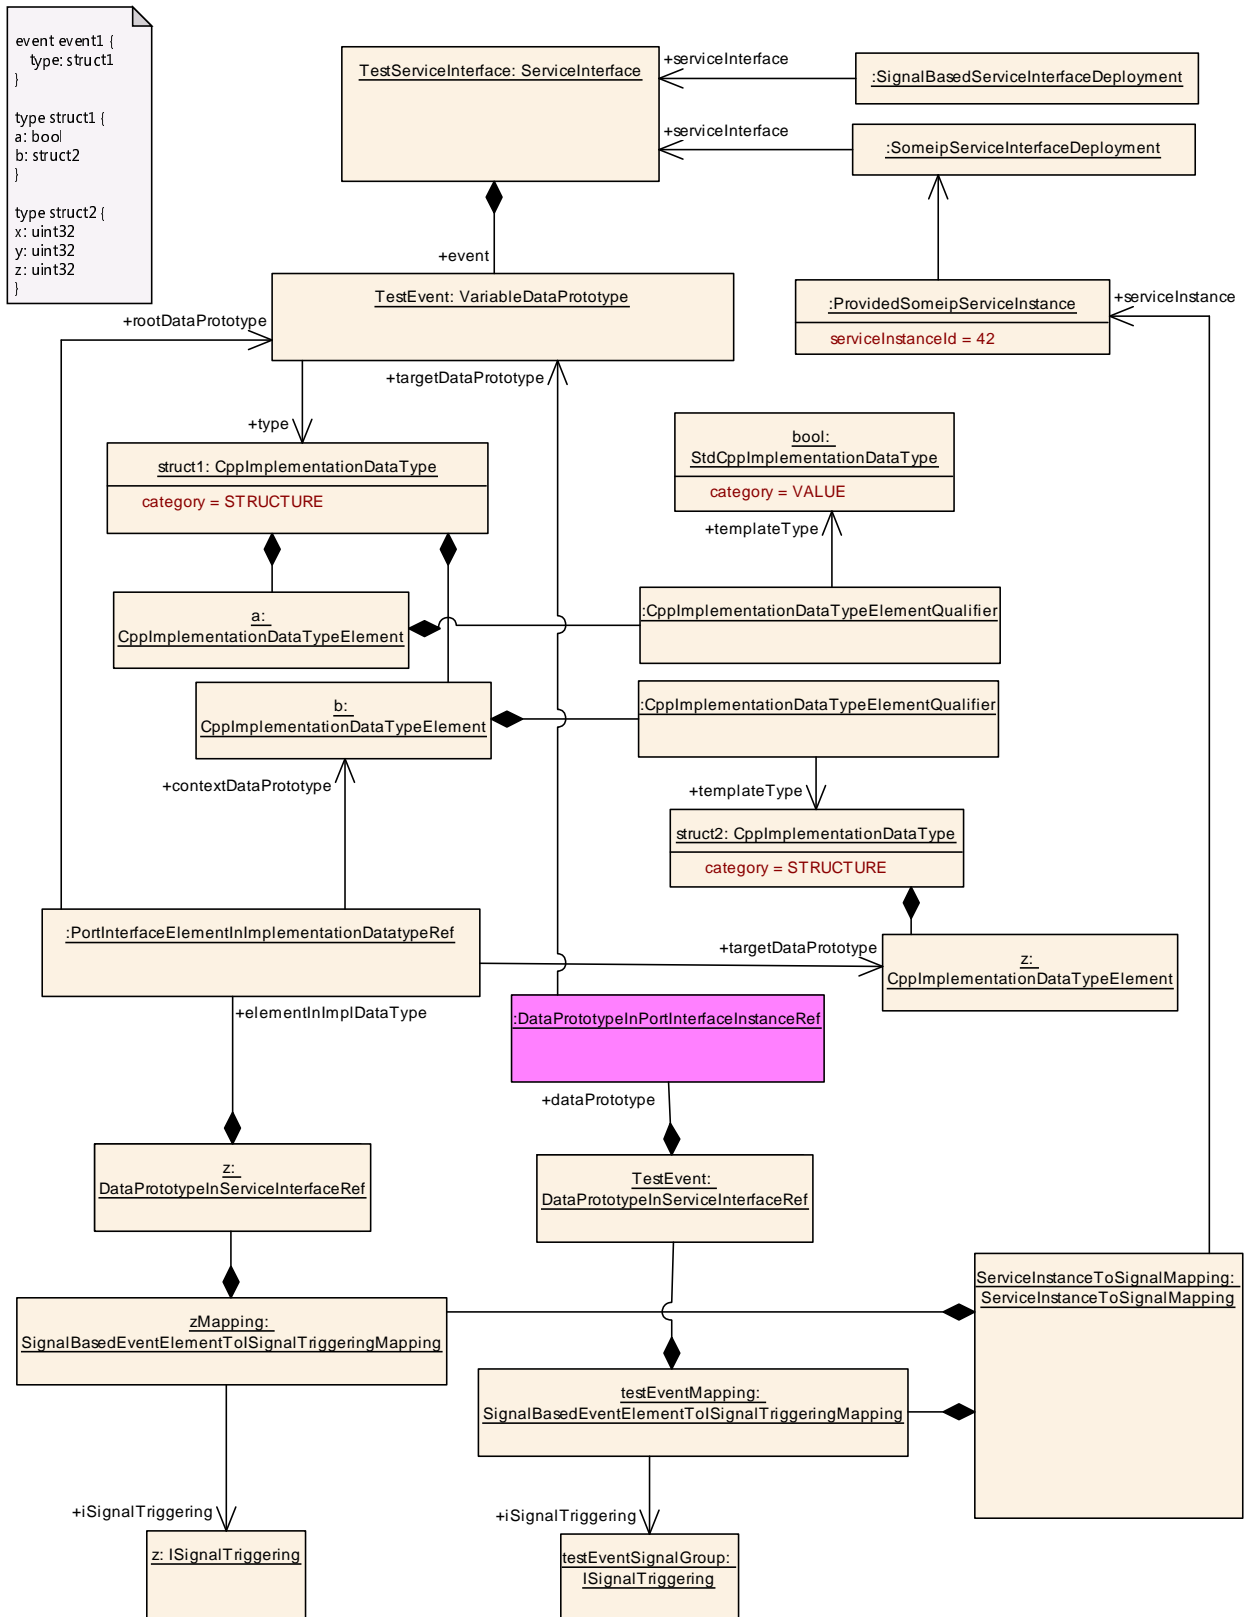 event event1 {
type: struct1
}
type struct1 {
a: bool
b: struct2
}
type struct2 {
x: uint32
y: uint32
z: uint32
}
TestServiceInterface: ServiceInterface
+serviceInterface
:SignalBasedServiceInterfaceDeployment
+serviceInterface
:SomeipServiceInterfaceDeployment
+event
TestEvent: VariableDataPrototype
:ProvidedSomeipServiceInstance
serviceInstanceId = 42
+serviceInstance
+rootDataPrototype
+targetDataPrototype
+type
struct1: CppImplementationDataType
category = STRUCTURE
bool:
StdCppImplementationDataType
category = VALUE
+templateType
a:
CppImplementationDataTypeElement
:CppImplementationDataTypeElementQualifier
b:
CppImplementationDataTypeElement
:CppImplementationDataTypeElementQualifier
+contextDataPrototype
+templateType
struct2: CppImplementationDataType
category = STRUCTURE
:PortInterfaceElementInImplementationDatatypeRef
+targetDataPrototype
z:
CppImplementationDataTypeElement
+elementInImplDataType
:DataPrototypeInPortInterfaceInstanceRef
+dataPrototype
z:
DataPrototypeInServiceInterfaceRef
TestEvent:
DataPrototypeInServiceInterfaceRef
ServiceInstanceToSignalMapping:
ServiceInstanceToSignalMapping
zMapping:
SignalBasedEventElementToISignalTriggeringMapping
testEventMapping:
SignalBasedEventElementToISignalTriggeringMapping
+iSignalTriggering
+iSignalTriggering
z: ISignalTriggering
testEventSignalGroup:
ISignalTriggering